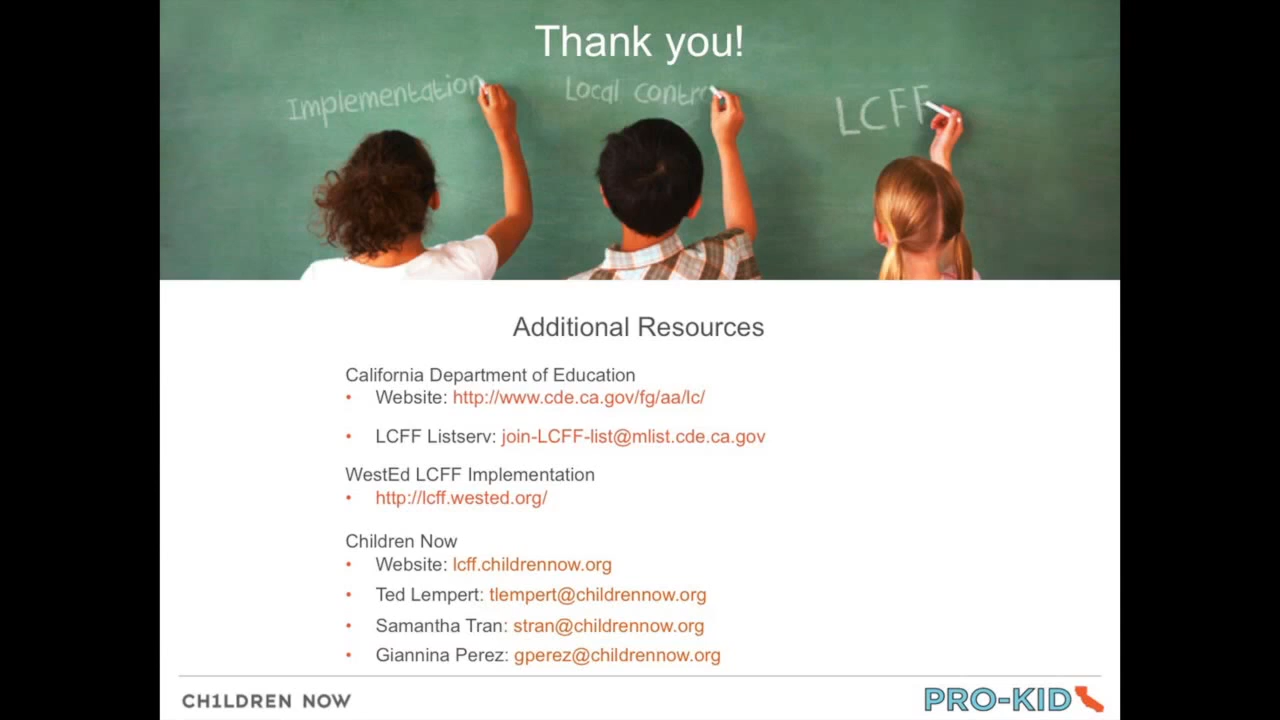 Thank you!
Implementation
Local contr
LCFF
Additional Resources
California Department of Education
• Website: http://www.cde.ca.gov/fg/aa/lc/
• LCFF Listserv: join-LCFF-list@mlist.cde.ca.gov
WestEd LCFF Implementation
• http://lcff.wested.org/
Children Now
• Website: lcff.childrennow.org
• Ted Lempert: tlempert@childrennow.org
• Samantha Tran: stran@childrennow.org
• Giannina Perez: gperez@childrennow.org
CH1LDREN NOW
PRO-KID